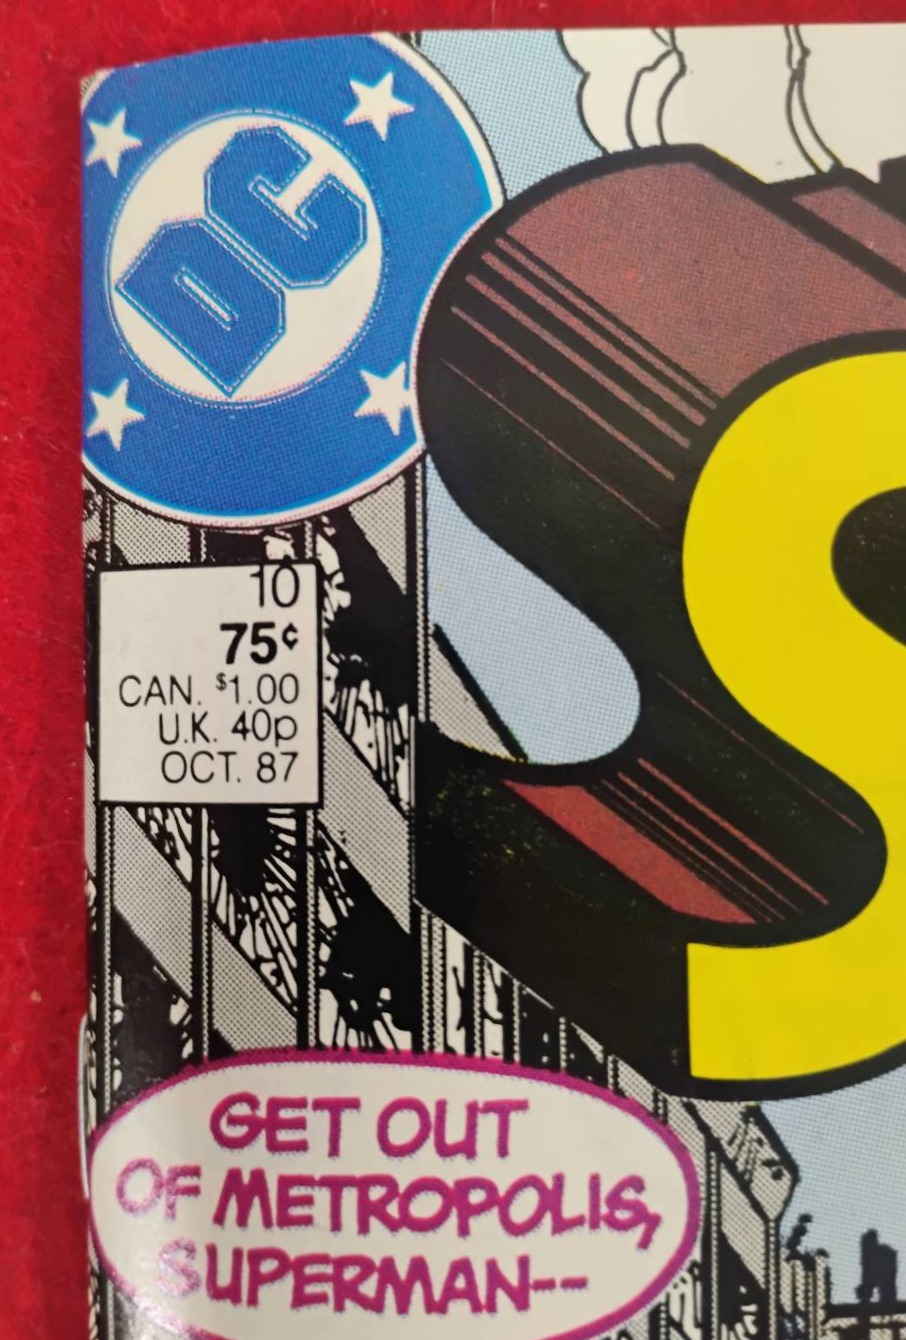 DC
S
10
75¢
CAN. $1.00
U.K. 40p
OCT. 87
GET OUT
OF METROPOLIS,
SUPERMAN--